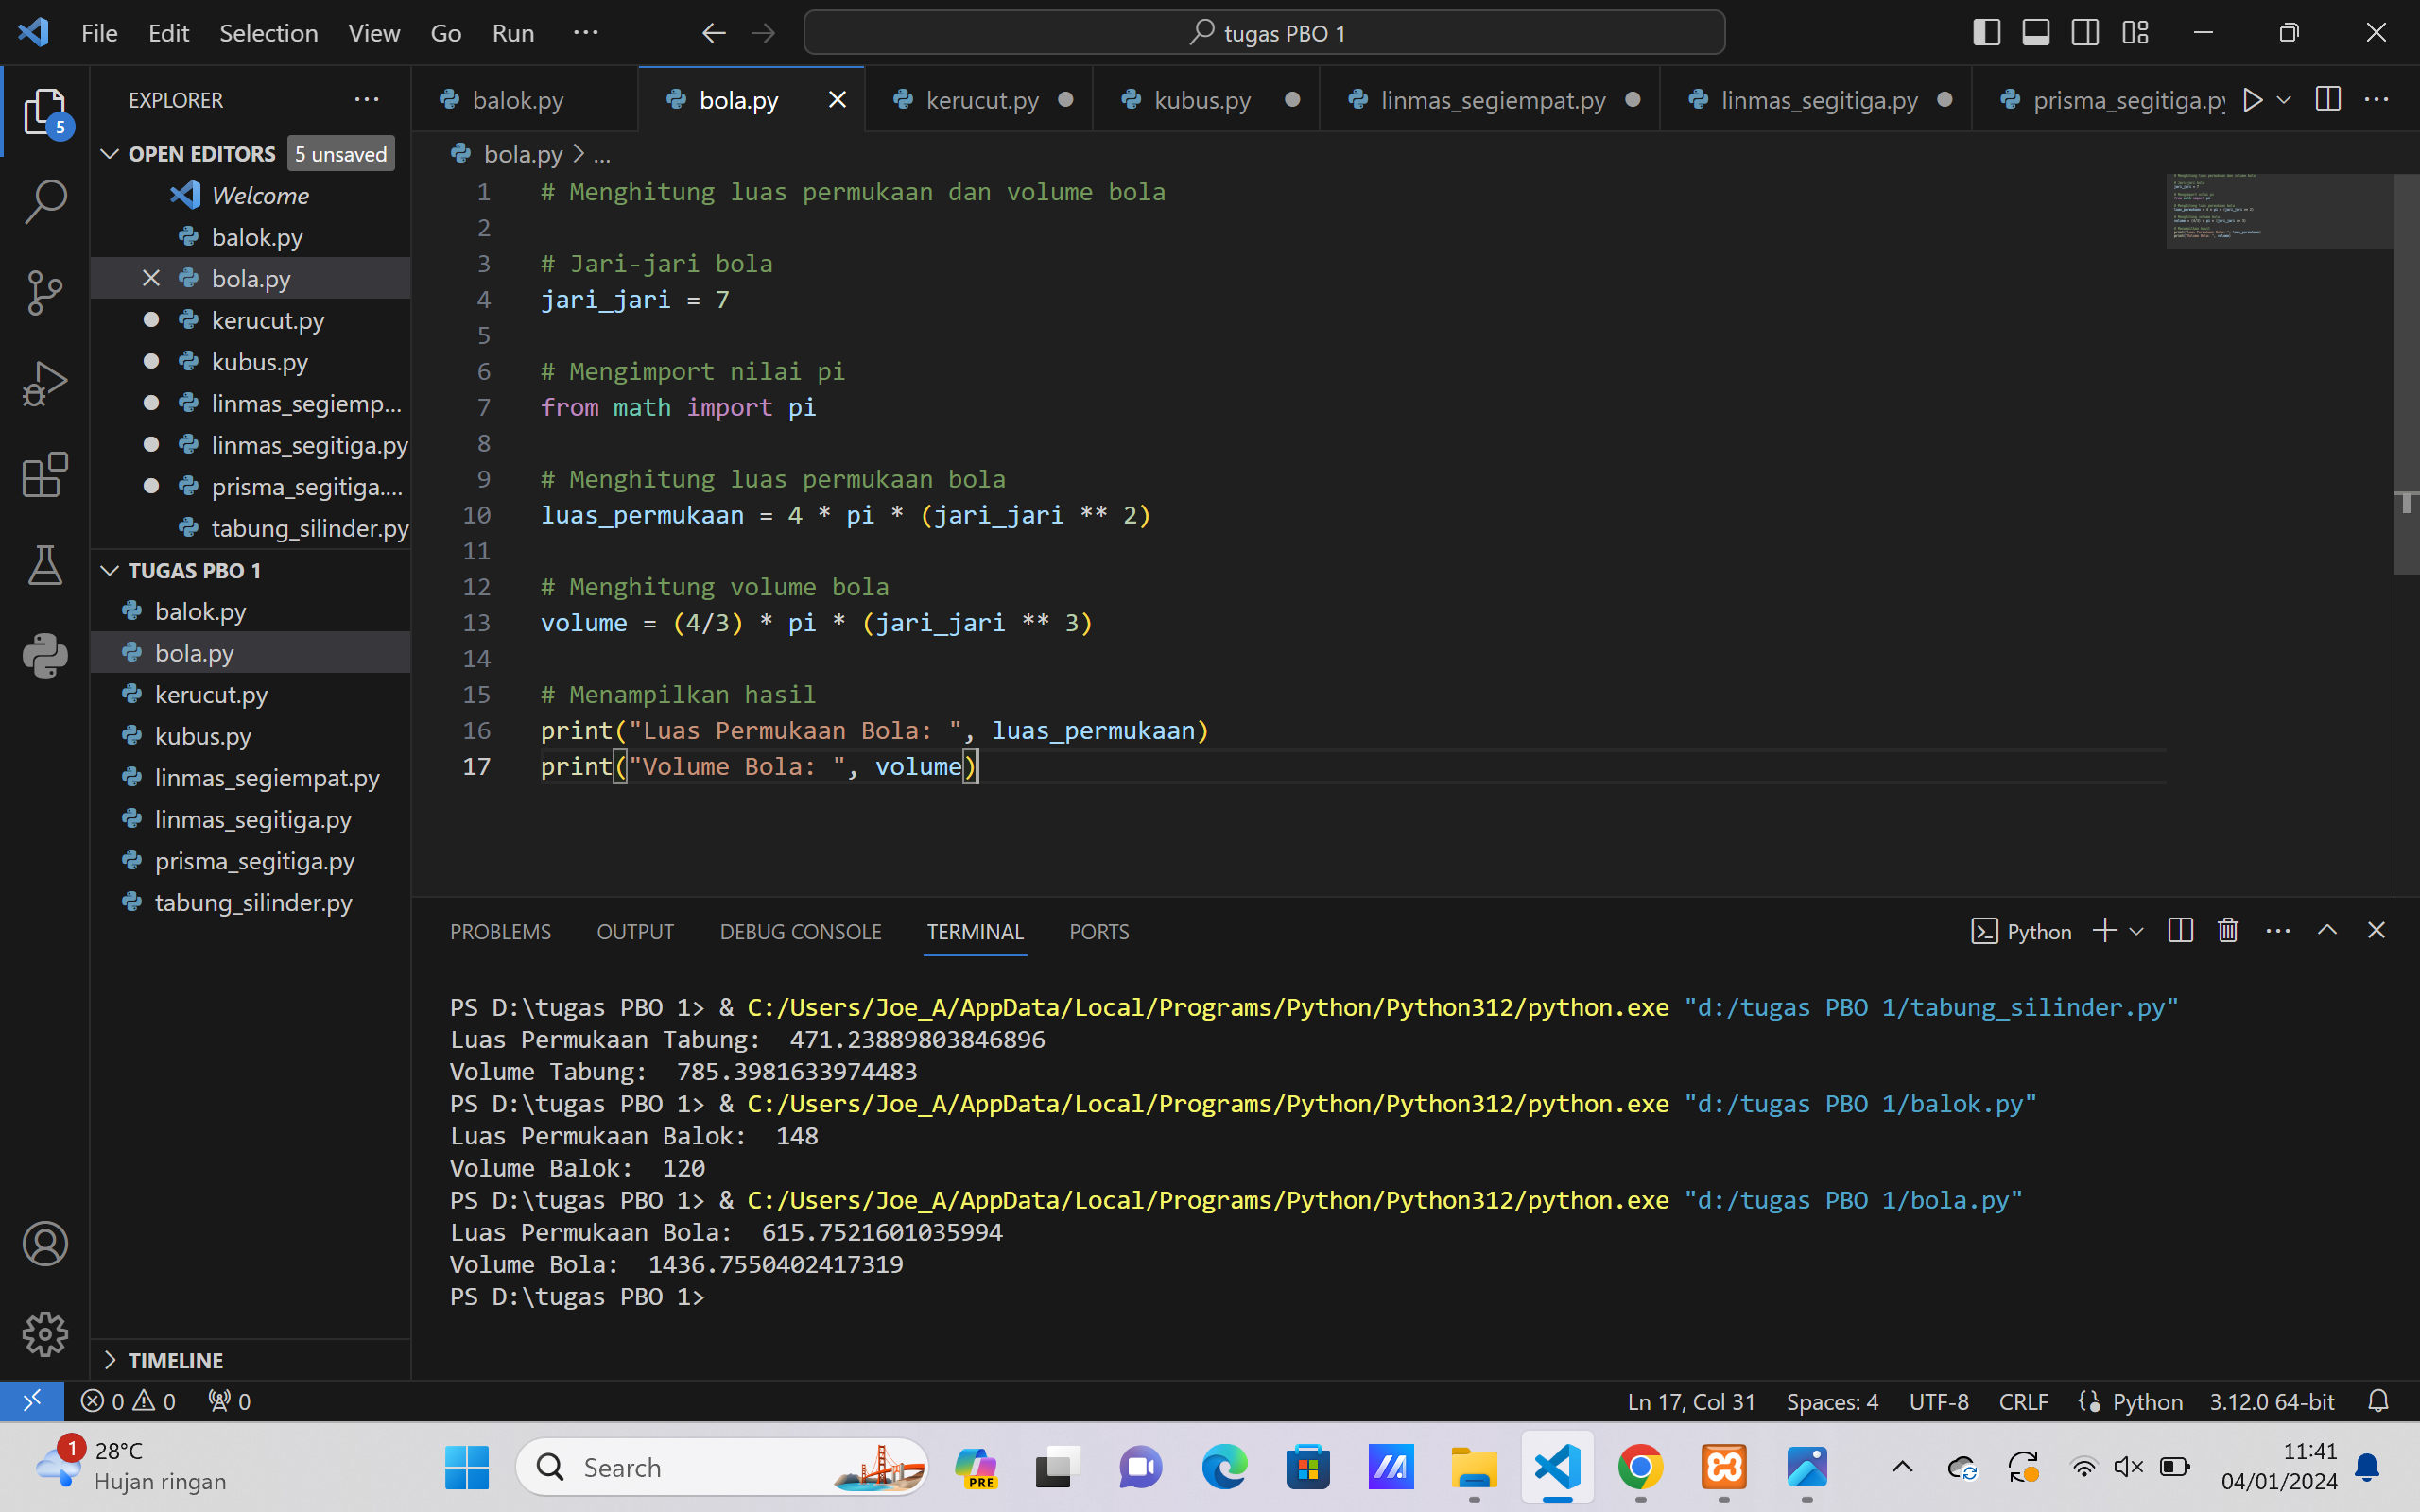 File Edit Selection View Go Run ···
tugas PBO 1
EXPLORER
5
OPEN EDITORS 5 unsaved
Welcome
balok.py
bola.py
kerucut.py
kubus.py
linmas_segiemp...
linmas_segitiga.py
prisma_segitiga....
tabung_silinder.py
TUGAS PBO 1
balok.py
bola.py
kerucut.py
kubus.py
linmas_segiempat.py
linmas_segitiga.py
prisma_segitiga.py
tabung_silinder.py
TIMELINE
balok.py bola.py kerucut.py kubus.py linmas_segiempat.py linmas_segitiga.py prisma_segitiga.py
bola.py > ...
1 # Menghitung luas permukaan dan volume bola
2
3 # Jari-jari bola
4 jari_jari = 7
5
6 # Mengimport nilai pi
7 from math import pi
8
9 # Menghitung luas permukaan bola
10 luas_permukaan = 4 * pi * (jari_jari ** 2)
11
12 # Menghitung volume bola
13 volume = (4/3) * pi * (jari_jari ** 3)
14
15 # Menampilkan hasil
16 print("Luas Permukaan Bola: ", luas_permukaan)
17 print("Volume Bola: ", volume)
PROBLEMS OUTPUT DEBUG CONSOLE TERMINAL PORTS
Python
PS D:\tugas PBO 1> & C:/Users/Joe_A/AppData/Local/Programs/Python/Python312/python.exe "d:/tugas PBO 1/tabung_silinder.py"
Luas Permukaan Tabung:  471.23889803846896
Volume Tabung:  785.3981633974483
PS D:\tugas PBO 1> & C:/Users/Joe_A/AppData/Local/Programs/Python/Python312/python.exe "d:/tugas PBO 1/balok.py"
Luas Permukaan Balok:  148
Volume Balok:  120
PS D:\tugas PBO 1> & C:/Users/Joe_A/AppData/Local/Programs/Python/Python312/python.exe "d:/tugas PBO 1/bola.py"
Luas Permukaan Bola:  615.7521601035994
Volume Bola:  1436.7550402417319
PS D:\tugas PBO 1>
0 0 0
Ln 17, Col 31 Spaces: 4 UTF-8 CRLF Python 3.12.0 64-bit
1
28°C
Hujan ringan
Search
PRE
11:41
04/01/2024